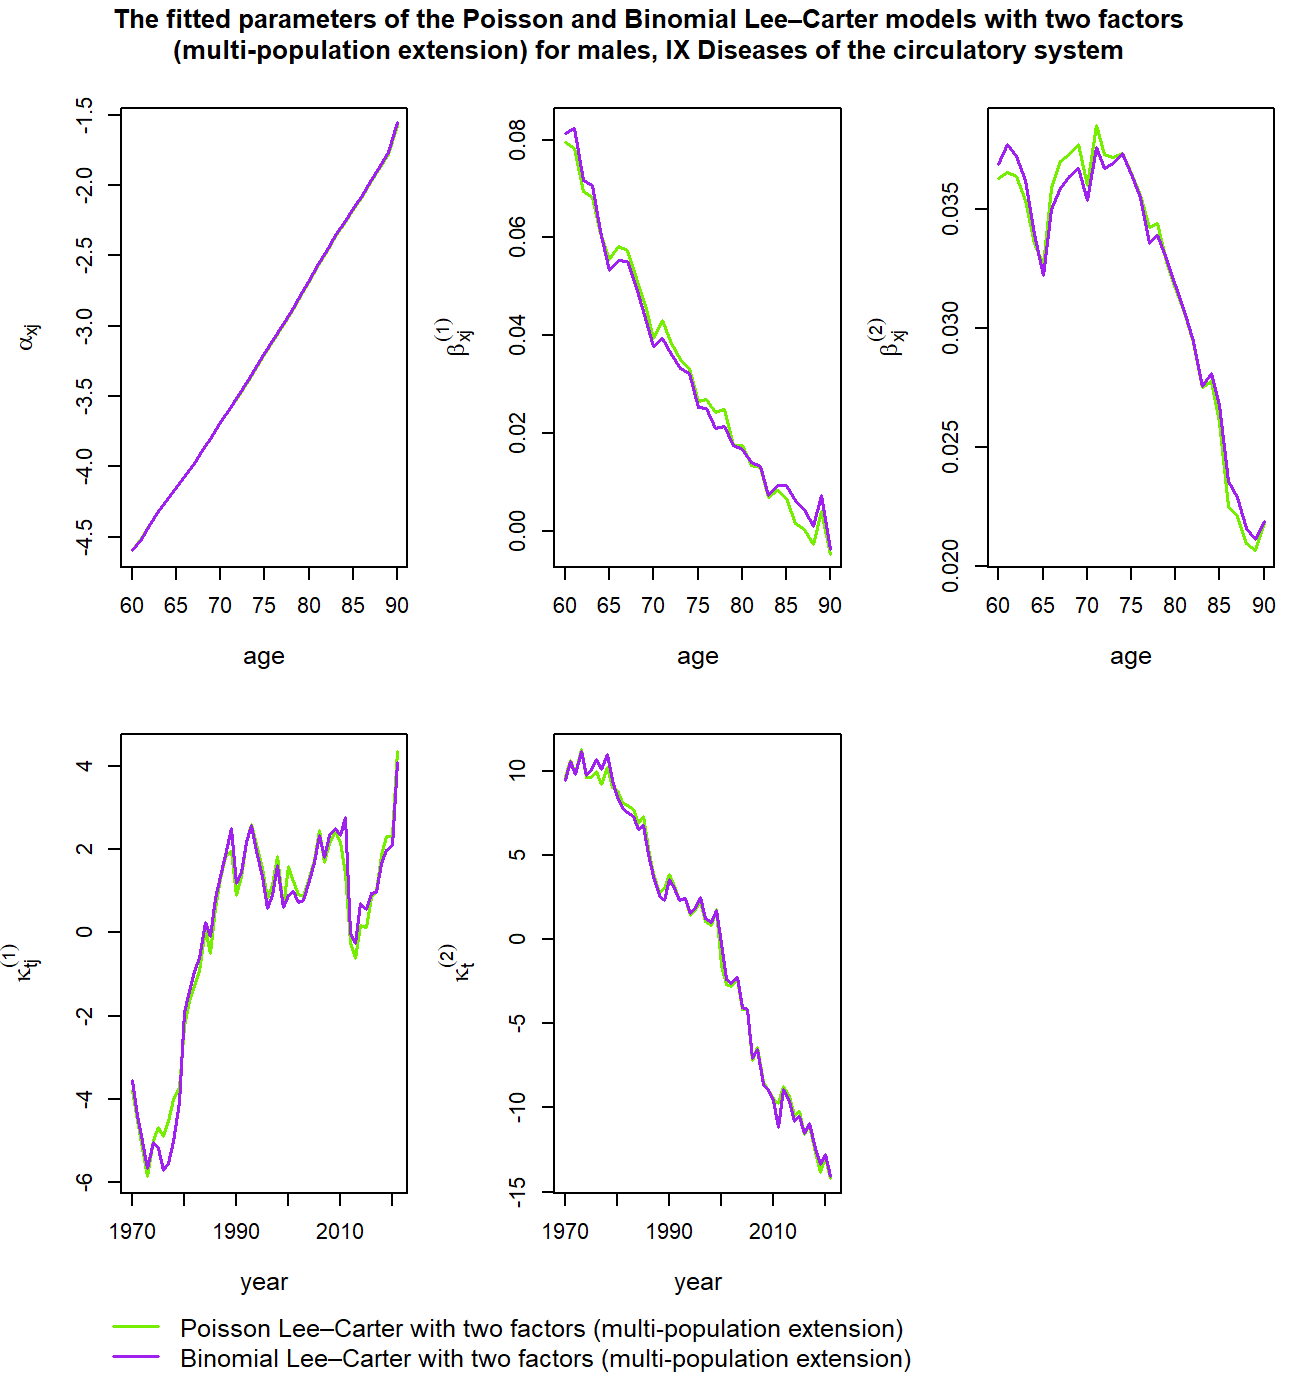 The fitted parameters of the Poisson and Binomial Lee–Carter models with two factors
(multi-population extension) for males, IX Diseases of the circulatory system
αxj
-1.5
-2.0
-2.5
-3.0
-3.5
-4.0
-4.5
60 65 70 75 80 85 90
age
βxj(1)
0.08
0.06
0.04
0.02
0.00
60 65 70 75 80 85 90
age
βxj(2)
0.035
0.030
0.025
0.020
60 65 70 75 80 85 90
age
κtj(1)
4
2
0
-2
-4
-6
1970 1990 2010
year
κt(2)
10
5
0
-5
-10
-15
1970 1990 2010
year
Poisson Lee–Carter with two factors (multi-population extension)
Binomial Lee–Carter with two factors (multi-population extension)